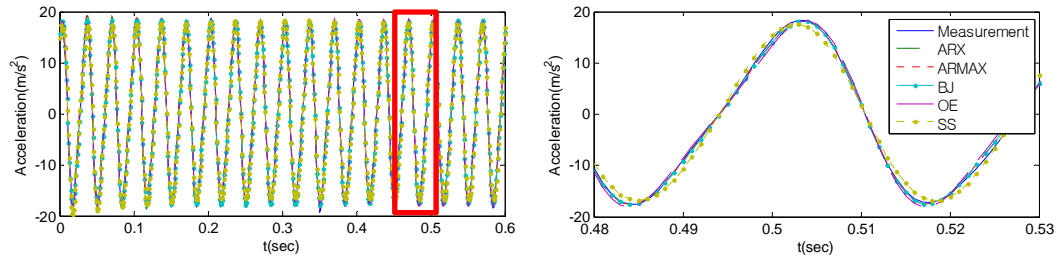 20
10
0
-10
-20
Acceleration(m/s²)
0 0.1 0.2 0.3 0.4 0.5 0.6
t(sec)
20
10
0
-10
-20
Acceleration(m/s²)
0.48 0.49 0.5 0.51 0.52 0.53
t(sec)
Measurement
ARX
ARMAX
BJ
OE
SS